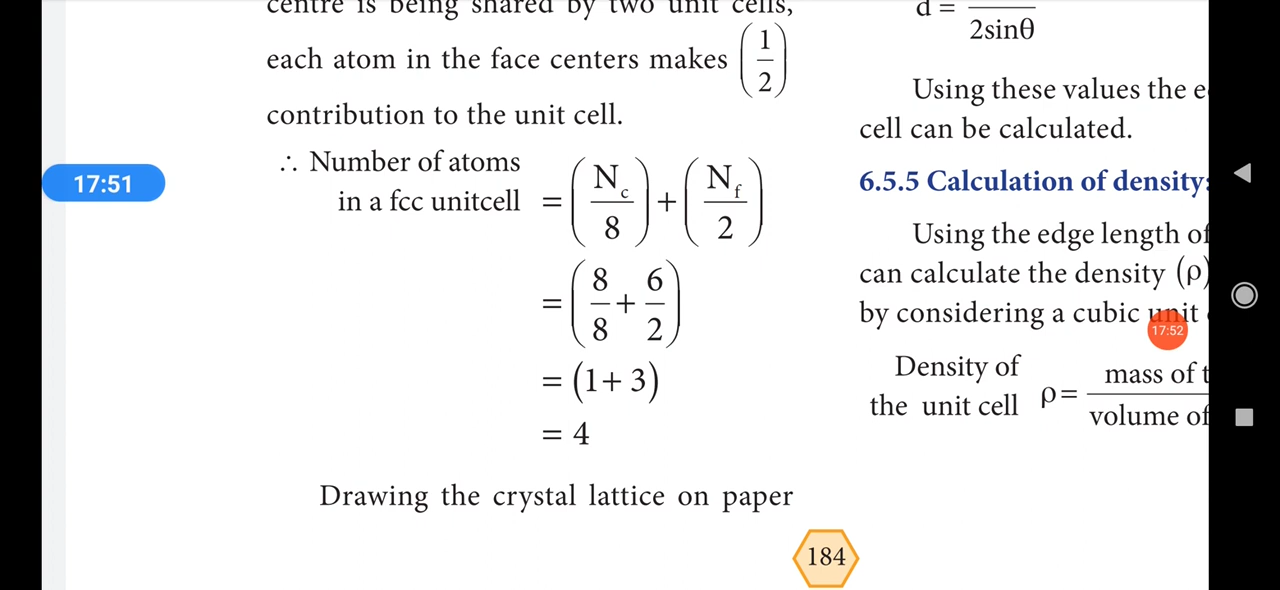 centre is being shared by two unit cells,
each atom in the face centers makes (1/2)
contribution to the unit cell.
∴ Number of atoms
in a fcc unitcell = (N_c/8) + (N_f/2)
= (8/8 + 6/2)
= (1+ 3)
= 4
Drawing the crystal lattice on paper
184
d =
2sinθ
Using these values the e
cell can be calculated.
6.5.5 Calculation of density:
Using the edge length of
can calculate the density (ρ)
by considering a cubic unit
Density of
the unit cell ρ= mass of t
volume of
17:51
17:52